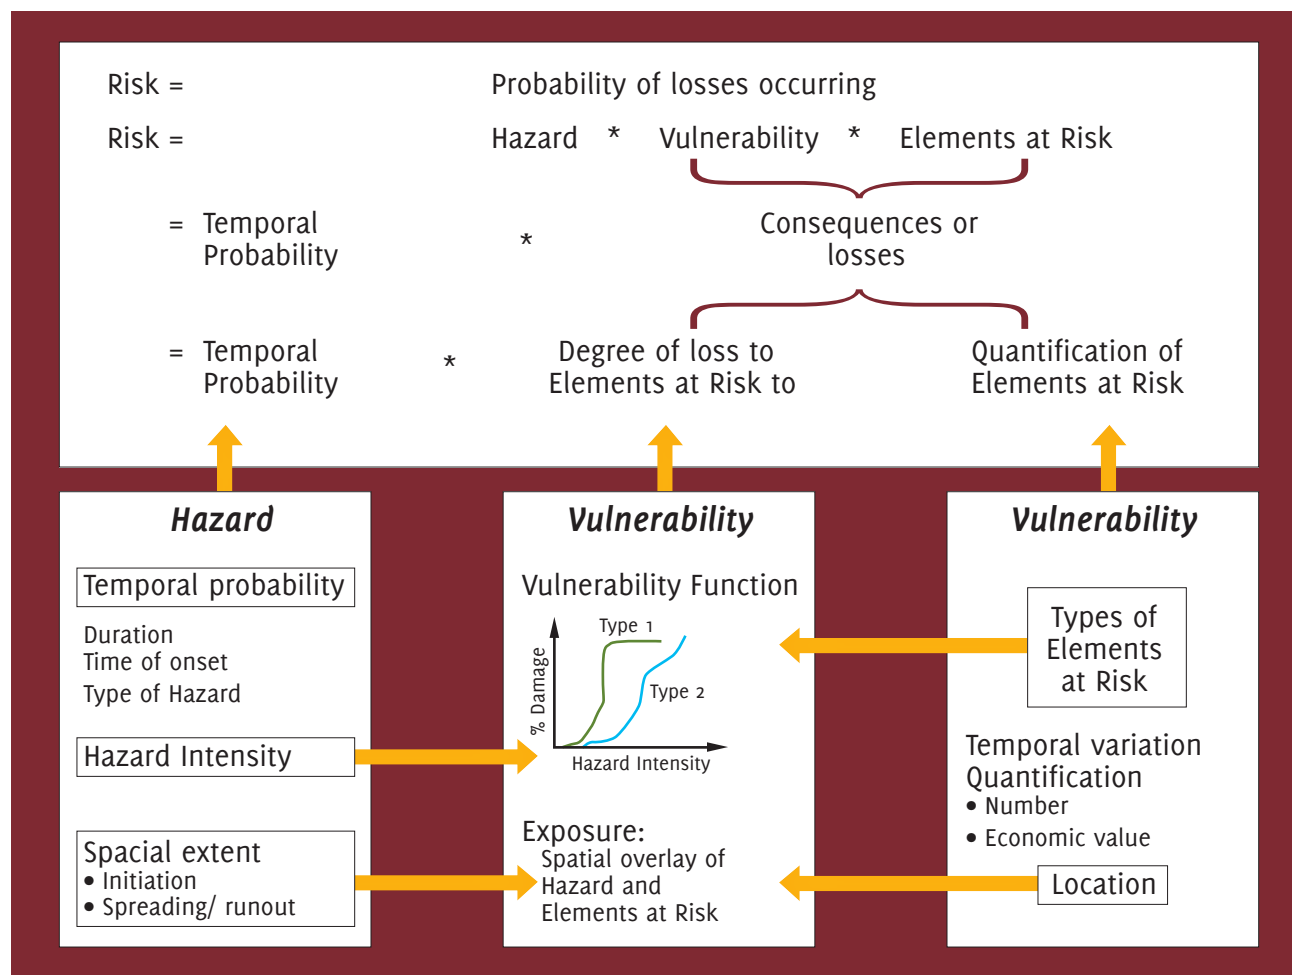 Risk = Probability of losses occurring
Risk = Hazard * Vulnerability * Elements at Risk
= Temporal Probability * Consequences or losses
= Temporal Probability * Degree of loss to Elements at Risk to Quantification of Elements at Risk
Hazard
Temporal probability
Duration
Time of onset
Type of Hazard
Hazard Intensity
Spacial extent
• Initiation
• Spreading/ runout
Vulnerability
Vulnerability Function
Type 1
Type 2
% Damage
Hazard Intensity
Exposure:
Spatial overlay of
Hazard and
Elements at Risk
Vulnerability
Types of
Elements
at Risk
Temporal variation
Quantification
• Number
• Economic value
Location